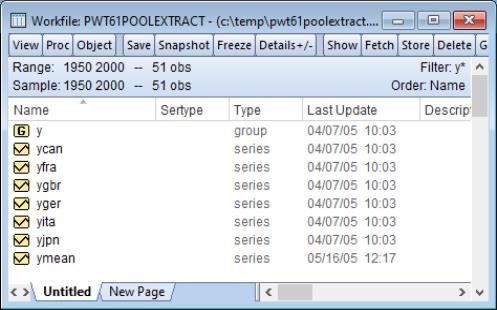 Workfile: PWT61POOLEXTRACT - (c:\temp\pwt61poolextract....
View Proc Object Save Snapshot Freeze Details+/- Show Fetch Store Delete G
Range: 1950 2000 -- 51 obs Filter: y*
Sample: 1950 2000 -- 51 obs Order: Name
Name Sertype Type Last Update Descript
G y group 04/07/05 10:03
ycan series 04/07/05 10:03
yfra series 04/07/05 10:03
ygbr series 04/07/05 10:03
yger series 04/07/05 10:03
yita series 04/07/05 10:03
yjpn series 04/07/05 10:03
ymean series 05/16/05 12:17
< > Untitled New Page